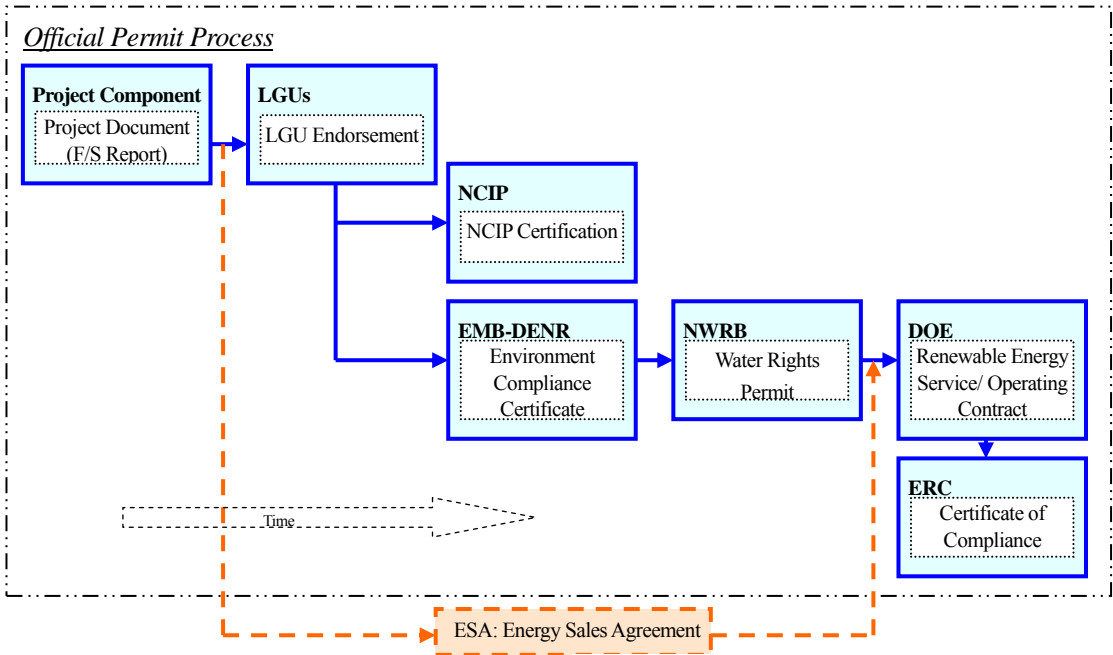 Official Permit Process
Project Component
Project Document
(F/S Report)
LGUs
LGU Endorsement
NCIP
NCIP Certification
EMB-DENR
Environment
Compliance
Certificate
NWRB
Water Rights
Permit
DOE
Renewable Energy
Service/ Operating
Contract
ERC
Certificate of
Compliance
Time
ESA: Energy Sales Agreement